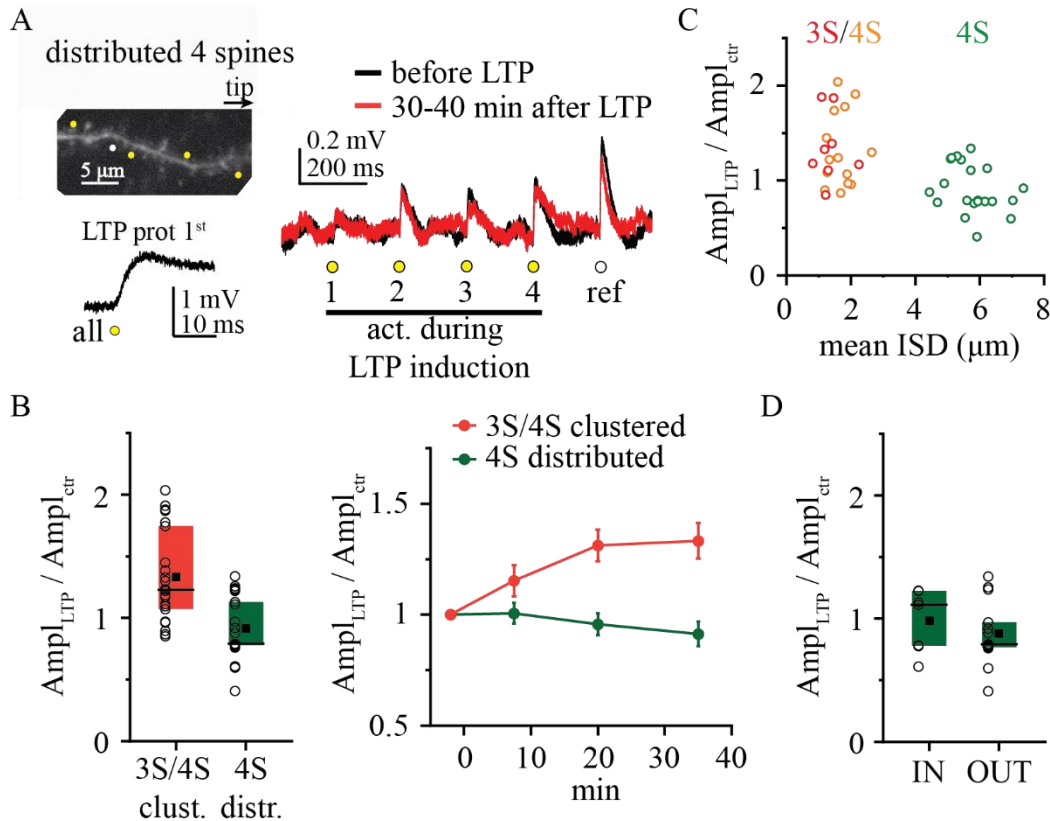 A
distributed 4 spines
tip
5 µm
LTP prot 1st
1 mV
10 ms
all
before LTP
30-40 min after LTP
0.2 mV
200 ms
1 2 3 4 ref
act. during
LTP induction
C
3S/4S 4S
AmplLTP / Amplctr
2
1
0
0 2 4 6 8
mean ISD (µm)
B
AmplLTP / Amplctr
2
1
0
3S/4S 4S
clust. distr.
3S/4S clustered
4S distributed
AmplLTP / Amplctr
1.5
1
0.5
0 10 20 30 40
min
D
AmplLTP / Amplctr
2
1
0
IN OUT